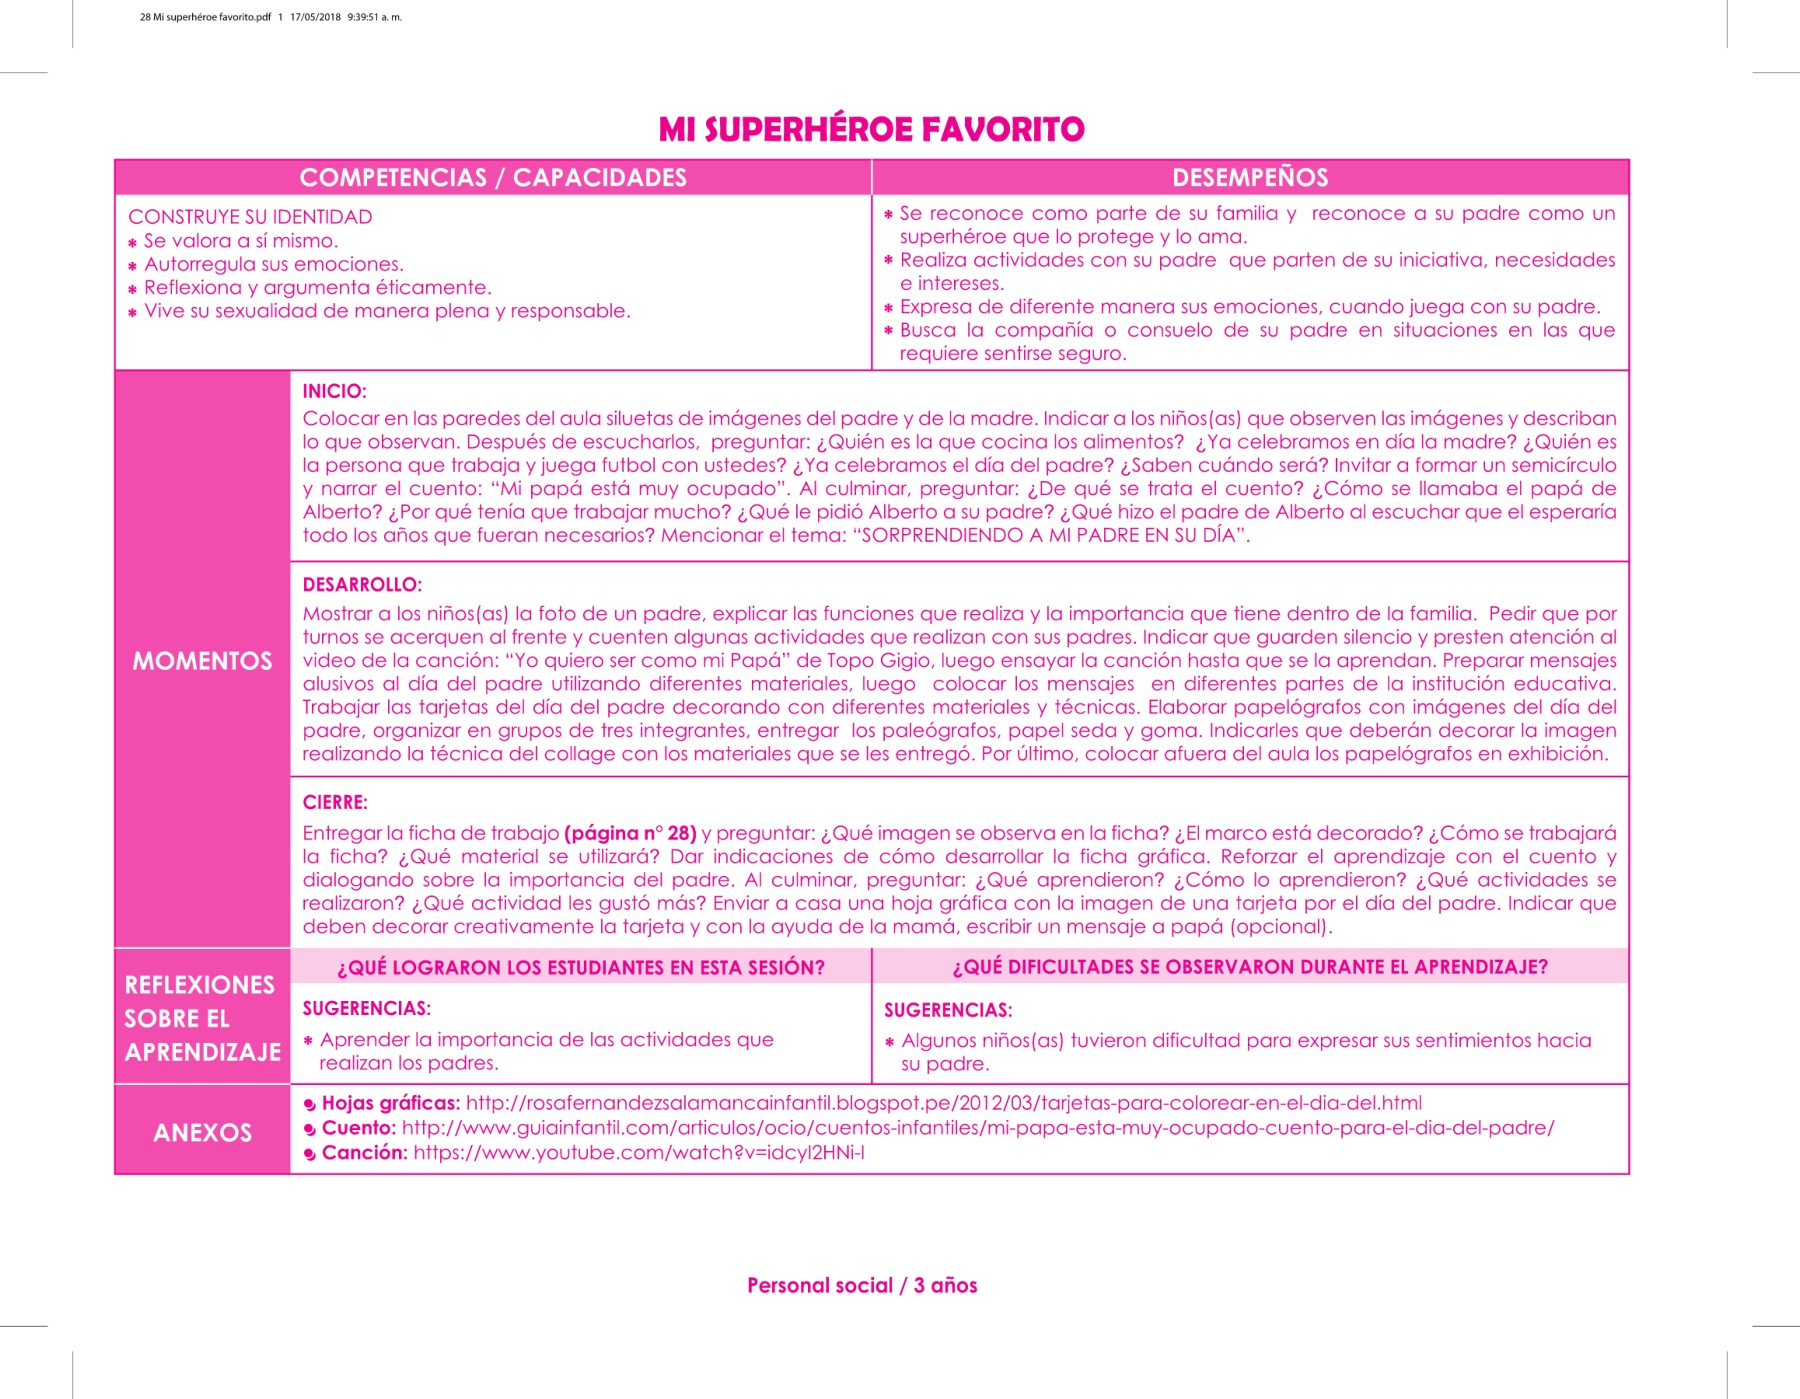 28 Mi superhéroe favorito.pdf   1   17/05/2018   9:39:51 a. m.
MI SUPERHÉROE FAVORITO
COMPETENCIAS / CAPACIDADES
CONSTRUYE SU IDENTIDAD
* Se valora a sí mismo.
* Autorregula sus emociones.
* Reflexiona y argumenta éticamente.
* Vive su sexualidad de manera plena y responsable.
DESEMPEÑOS
* Se reconoce como parte de su familia y reconoce a su padre como un
superhéroe que lo protege y lo ama.
* Realiza actividades con su padre que parten de su iniciativa, necesidades
e intereses.
* Expresa de diferente manera sus emociones, cuando juega con su padre.
* Busca la compañía o consuelo de su padre en situaciones en las que
requiere sentirse seguro.
MOMENTOS
INICIO:
Colocar en las paredes del aula siluetas de imágenes del padre y de la madre. Indicar a los niños(as) que observen las imágenes y describan
lo que observan. Después de escucharlos, preguntar: ¿Quién es la que cocina los alimentos? ¿Ya celebramos en día la madre? ¿Quién es
la persona que trabaja y juega futbol con ustedes? ¿Ya celebramos el día del padre? ¿Saben cuándo será? Invitar a formar un semicírculo
y narrar el cuento: “Mi papá está muy ocupado”. Al culminar, preguntar: ¿De qué se trata el cuento? ¿Cómo se llamaba el papá de
Alberto? ¿Por qué tenía que trabajar mucho? ¿Qué le pidió Alberto a su padre? ¿Qué hizo el padre de Alberto al escuchar que el esperaría
todo los años que fueran necesarios? Mencionar el tema: “SORPRENDIENDO A MI PADRE EN SU DÍA”.
DESARROLLO:
Mostrar a los niños(as) la foto de un padre, explicar las funciones que realiza y la importancia que tiene dentro de la familia. Pedir que por
turnos se acerquen al frente y cuenten algunas actividades que realizan con sus padres. Indicar que guarden silencio y presten atención al
video de la canción: “Yo quiero ser como mi Papá” de Topo Gigio, luego ensayar la canción hasta que se la aprendan. Preparar mensajes
alusivos al día del padre utilizando diferentes materiales, luego colocar los mensajes en diferentes partes de la institución educativa.
Trabajar las tarjetas del día del padre decorando con diferentes materiales y técnicas. Elaborar papelógrafos con imágenes del día del
padre, organizar en grupos de tres integrantes, entregar los paleógrafos, papel seda y goma. Indicarles que deberán decorar la imagen
realizando la técnica del collage con los materiales que se les entregó. Por último, colocar afuera del aula los papelógrafos en exhibición.
CIERRE:
Entregar la ficha de trabajo (página n° 28) y preguntar: ¿Qué imagen se observa en la ficha? ¿El marco está decorado? ¿Cómo se trabajará
la ficha? ¿Qué material se utilizará? Dar indicaciones de cómo desarrollar la ficha gráfica. Reforzar el aprendizaje con el cuento y
dialogando sobre la importancia del padre. Al culminar, preguntar: ¿Qué aprendieron? ¿Cómo lo aprendieron? ¿Qué actividades se
realizaron? ¿Qué actividad les gustó más? Enviar a casa una hoja gráfica con la imagen de una tarjeta por el día del padre. Indicar que
deben decorar creativamente la tarjeta y con la ayuda de la mamá, escribir un mensaje a papá (opcional).
REFLEXIONES
SOBRE EL
APRENDIZAJE
¿QUÉ LOGRARON LOS ESTUDIANTES EN ESTA SESIÓN?
SUGERENCIAS:
* Aprender la importancia de las actividades que
realizan los padres.
¿QUÉ DIFICULTADES SE OBSERVARON DURANTE EL APRENDIZAJE?
SUGERENCIAS:
* Algunos niños(as) tuvieron dificultad para expresar sus sentimientos hacia
su padre.
ANEXOS
Hojas gráficas: http://rosafernandezsalamancainfantil.blogspot.pe/2012/03/tarjetas-para-colorear-en-el-dia-del.html
Cuento: http://www.guiainfantil.com/articulos/ocio/cuentos-infantiles/mi-papa-esta-muy-ocupado-cuento-para-el-dia-del-padre/
Canción: https://www.youtube.com/watch?v=idcyI2HNi-I
Personal social / 3 años